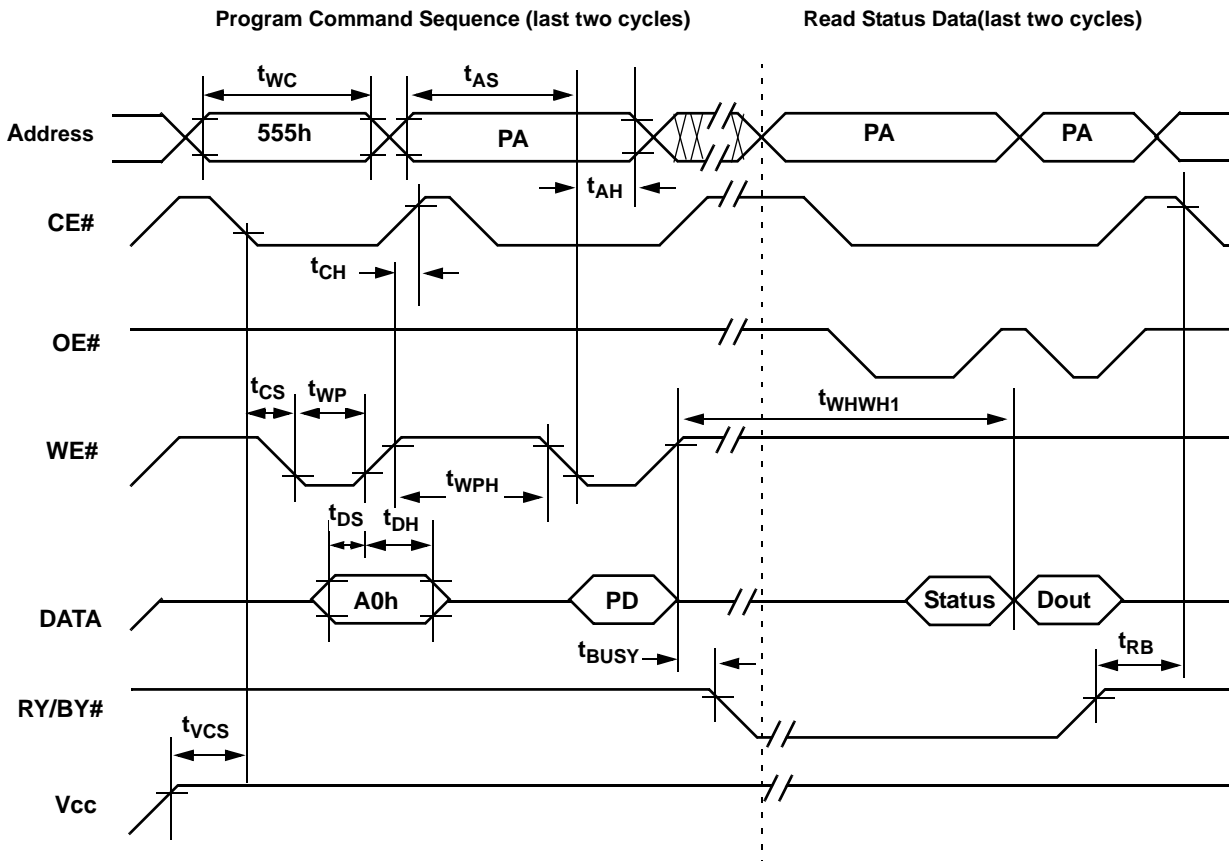 Program Command Sequence (last two cycles) Read Status Data(last two cycles)
tWC tAS
Address 555h PA PA PA
tAH
CE#
tCH
OE#
tCS tWP tWHWH1
WE#
tWPH
tDS tDH
DATA A0h PD Status Dout
tBUSY tRB
RY/BY#
tVCS
Vcc